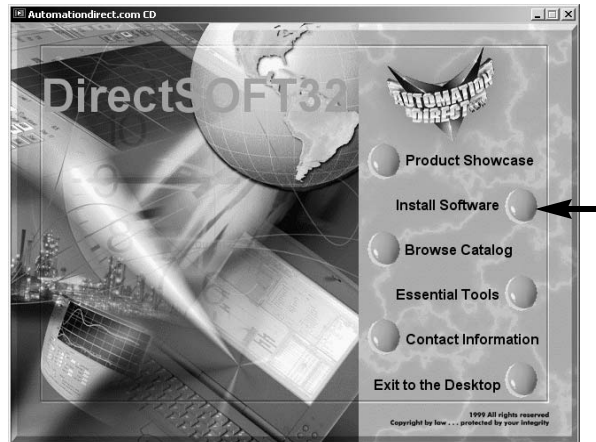 Automationdirect.com CD
DirectSOFT32
AUTOMATION
DIRECT.COM
Product Showcase
Install Software
Browse Catalog
Essential Tools
Contact Information
Exit to the Desktop
1999 All rights reserved
Copyright by law . . . protected by your integrity